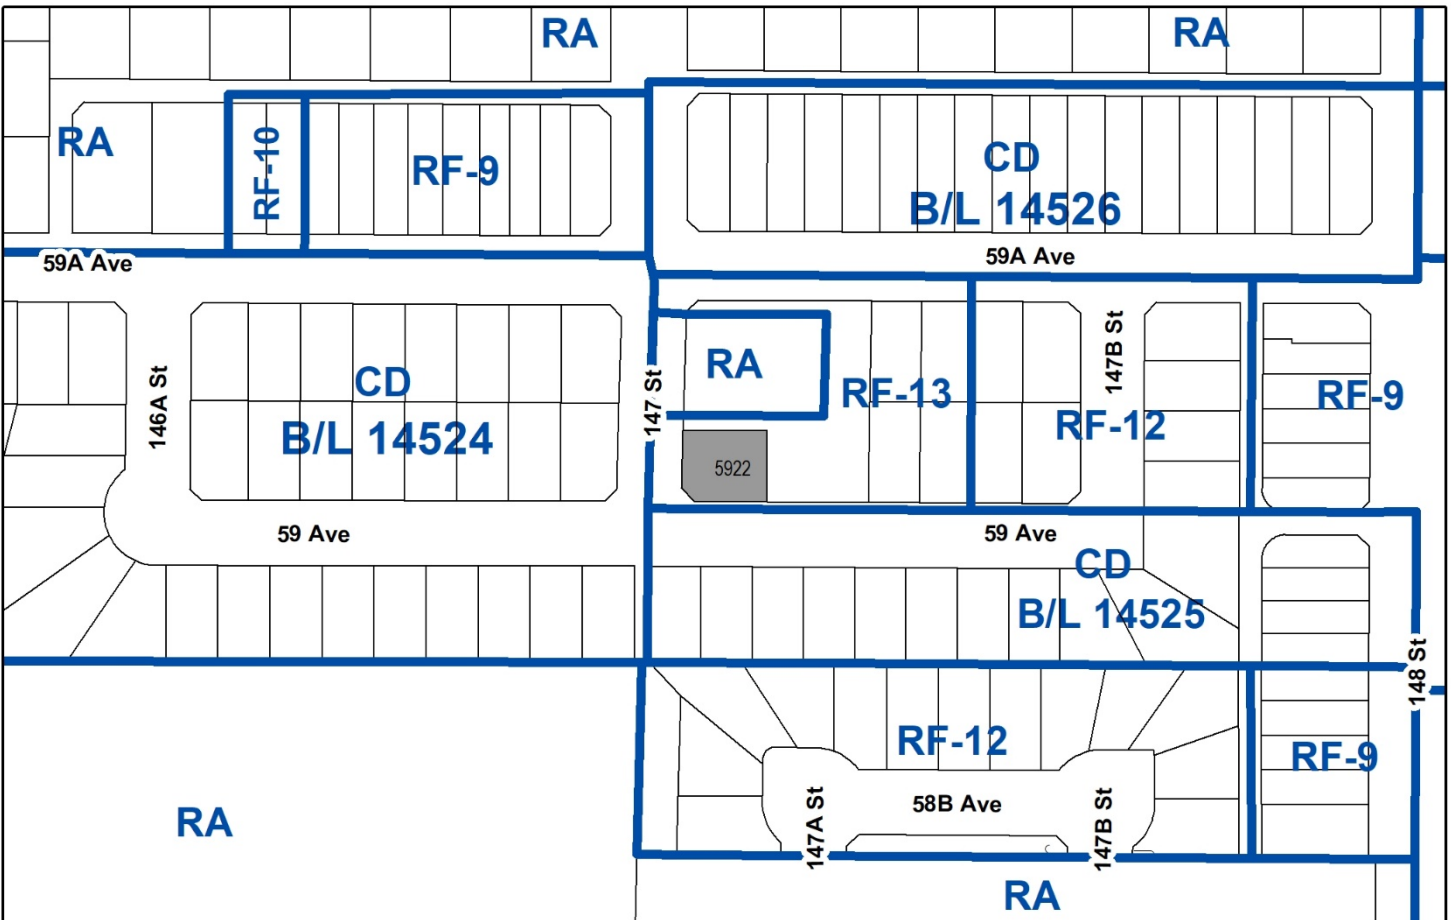 RA
RA
RA
RF-10
RF-9
CD
B/L 14526
59A Ave
59A Ave
146A St
CD
B/L 14524
147 St
RA
RF-13
5922
147B St
RF-12
RF-9
59 Ave
59 Ave
CD
B/L 14525
148 St
RF-12
RF-9
58B Ave
147A St
147B St
RA
RA